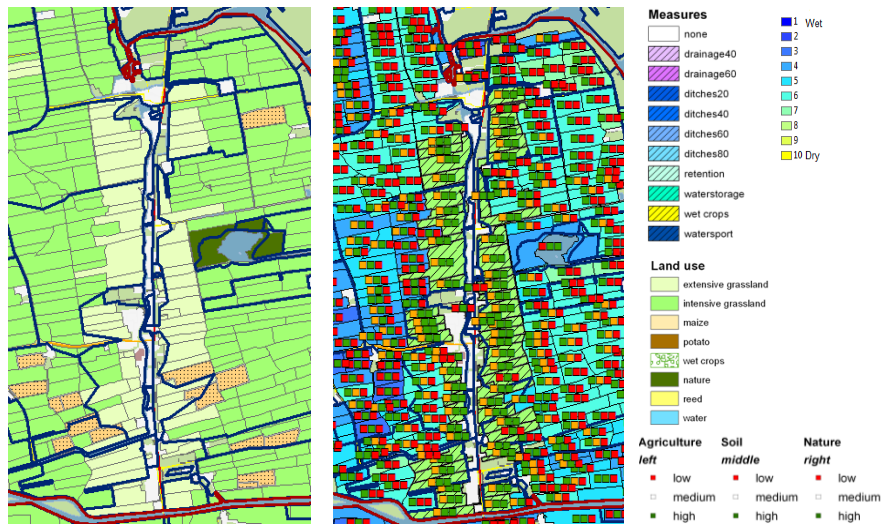 Measures
none
drainage40
drainage60
ditches20
ditches40
ditches60
ditches80
retention
waterstorage
wet crops
watersport
1 Wet
2
3
4
5
6
7
8
9
10 Dry
Land use
extensive grassland
intensive grassland
maize
potato
wet crops
nature
reed
water
Agriculture Soil Nature
left middle right
low low low
medium medium medium
high high high